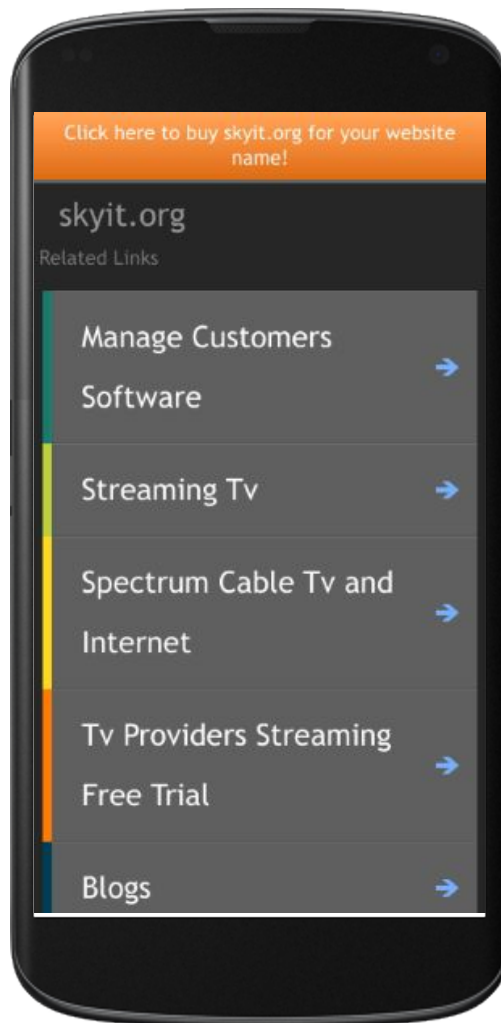 Click here to buy skyit.org for your website
name!
skyit.org
Related Links
Manage Customers
Software
Streaming Tv
Spectrum Cable Tv and
Internet
Tv Providers Streaming
Free Trial
Blogs